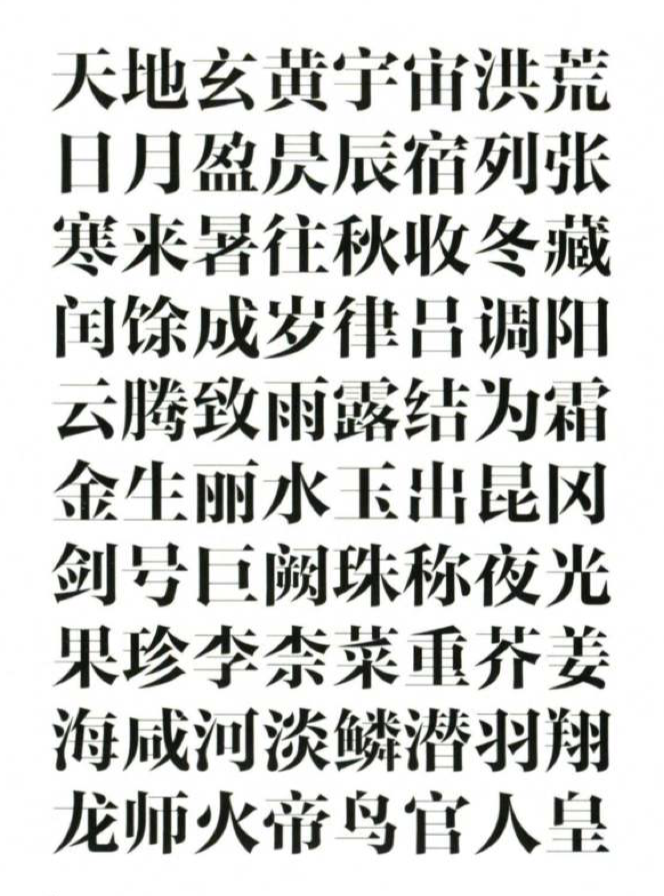 天地玄黄宇宙洪荒
日月盈昃辰宿列张
寒来暑往秋收冬藏
闰馀成岁律吕调阳
云腾致雨露结为霜
金生丽水玉出昆冈
剑号巨阙珠称夜光
果珍李柰菜重芥姜
海咸河淡鳞潜羽翔
龙师火帝鸟官人皇